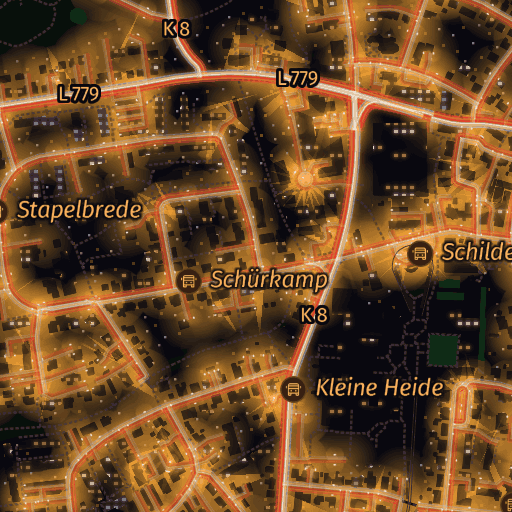 K 8
L 779
L 779
Stapelbrede
Schilde
Schürkamp
K 8
Kleine Heide